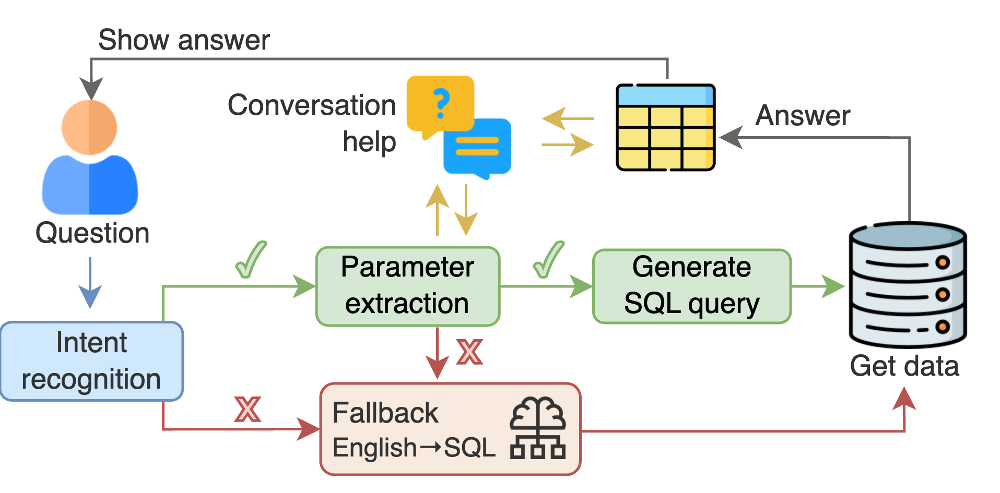 Show answer
Conversation
help
?
Answer
Question
Parameter
extraction
Generate
SQL query
Intent
recognition
X
Get data
X
Fallback
English→SQL